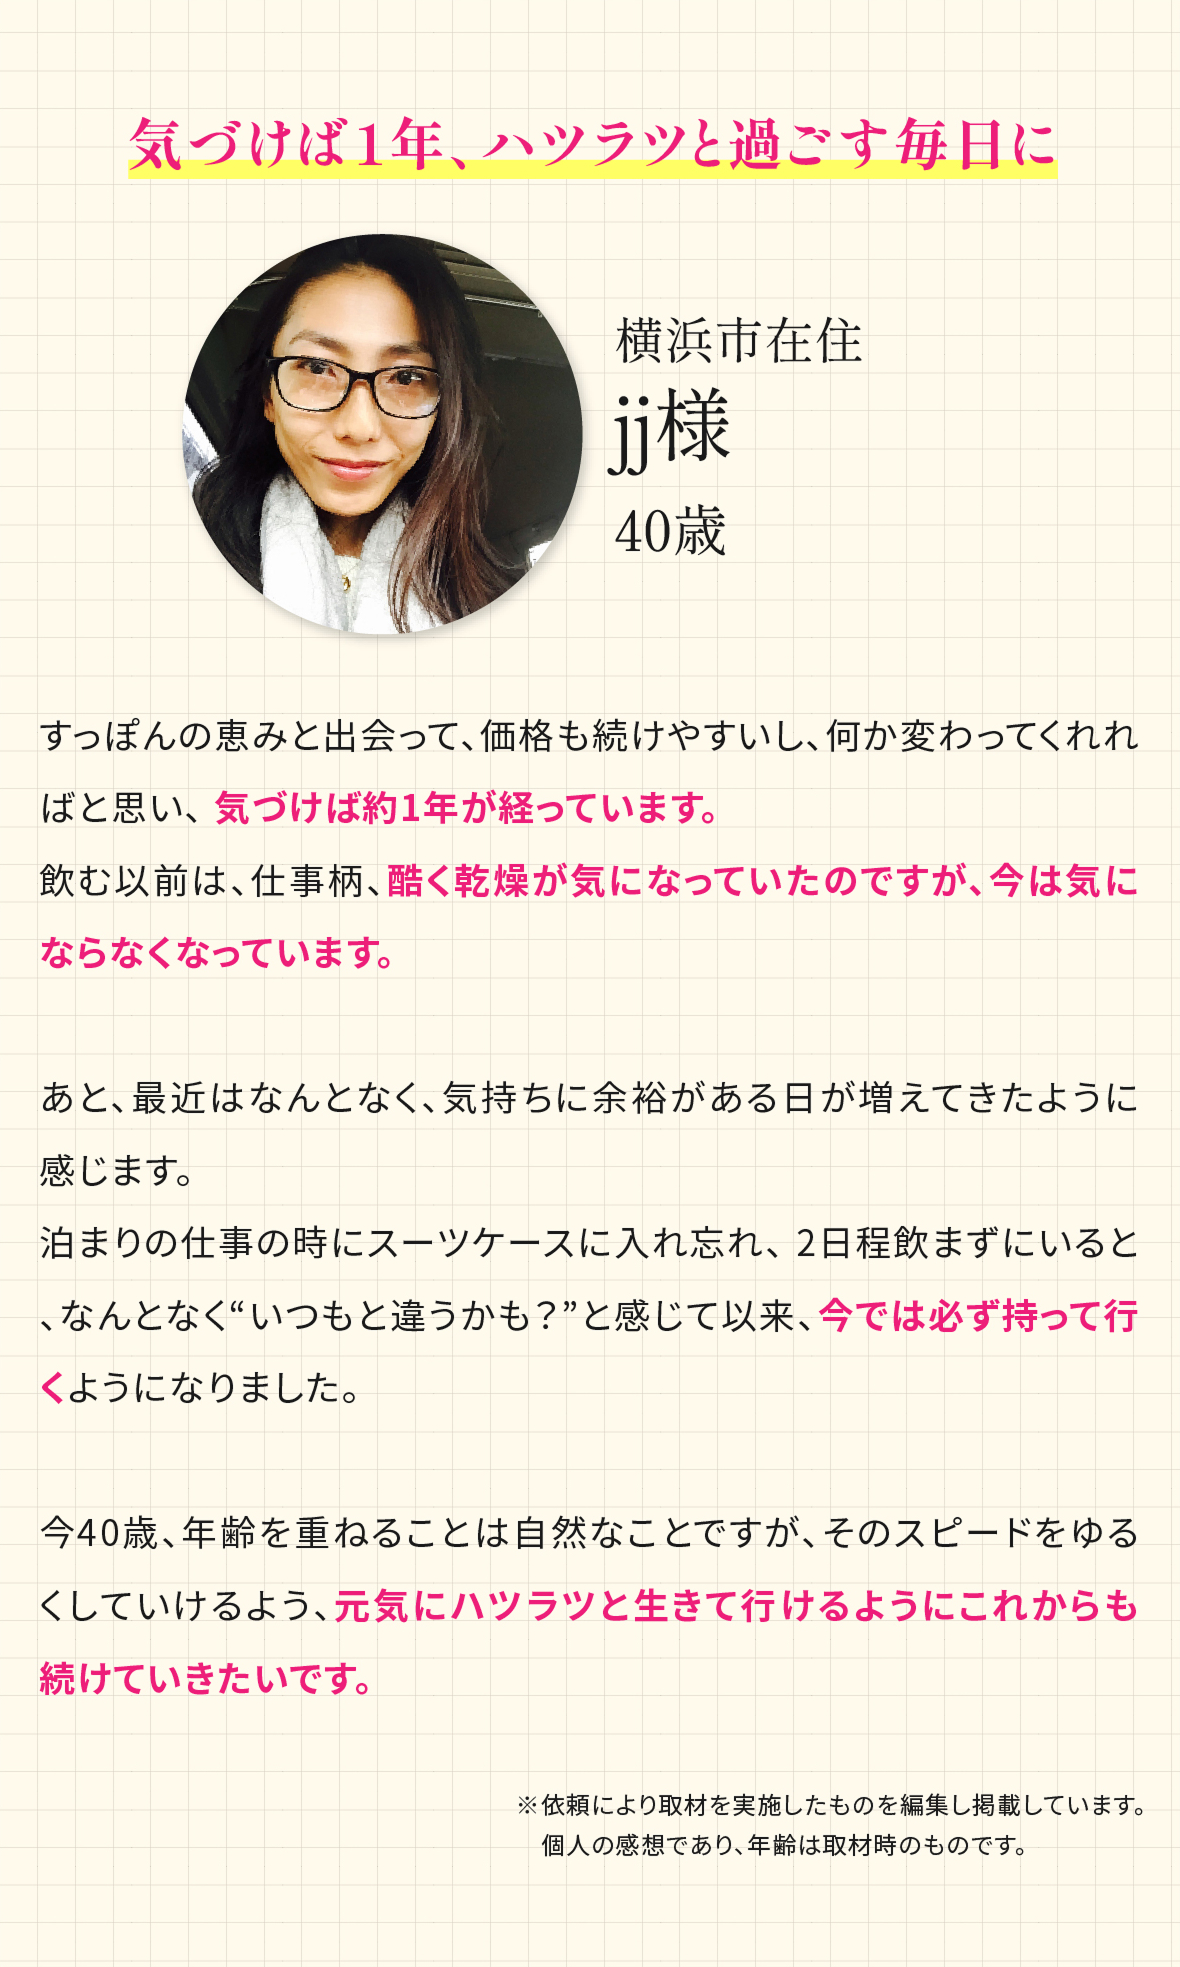 気づけば1年、ハツラツと過ごす毎日に
横浜市在住
jj様
40歳
すっぽんの恵みと出会って、価格も続けやすいし、何か変わってくれれ
ばと思い、気づけば約1年が経っています。
飲む以前は、仕事柄、酷く乾燥が気になっていたのですが、今は気に
ならなくなっています。
あと、最近はなんとなく、気持ちに余裕がある日が増えてきたように
感じます。
泊まりの仕事の時にスーツケースに入れ忘れ、2日程飲まずにいると
、なんとなく“いつもと違うかも？”と感じて以来、今では必ず持って行
くようになりました。
今40歳、年齢を重ねることは自然なことですが、そのスピードをゆる
くしていけるよう、元気にハツラツと生きて行けるようにこれからも
続けていきたいです。
※依頼により取材を実施したものを編集し掲載しています。
個人の感想であり、年齢は取材時のものです。